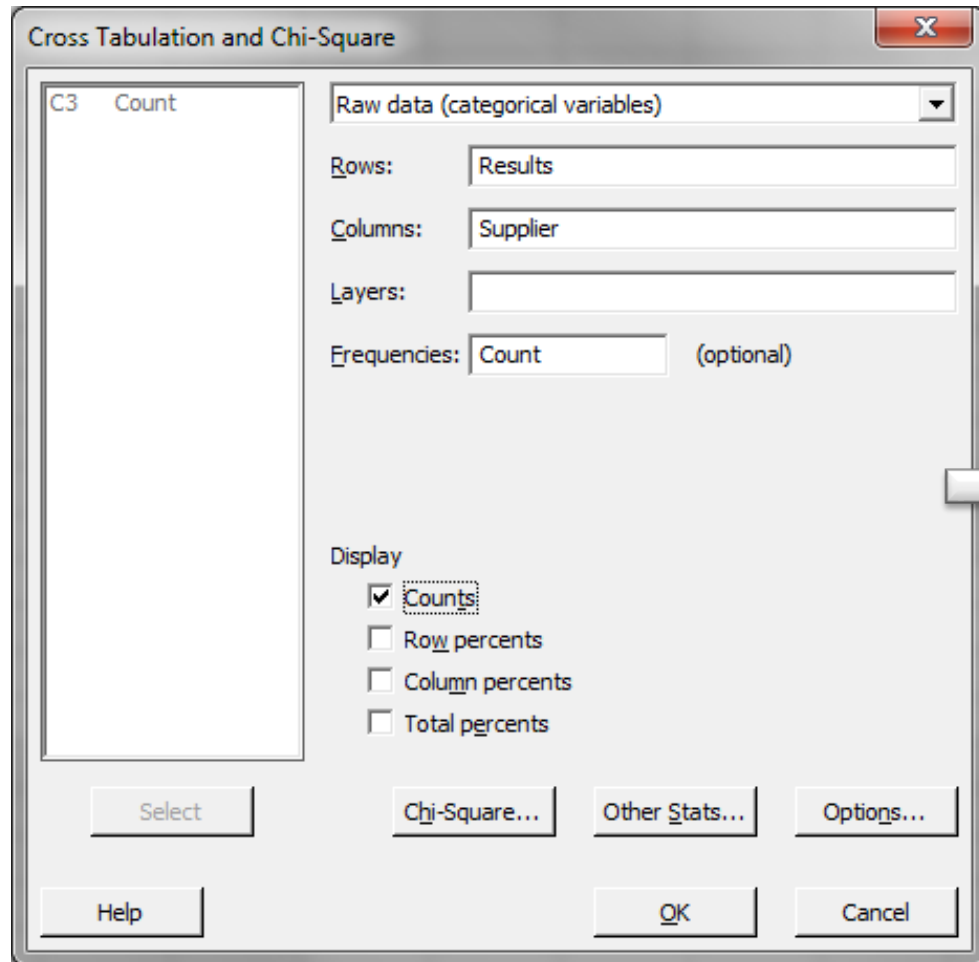 Cross Tabulation and Chi-Square
C3 Count
Raw data (categorical variables)
Rows: Results
Columns: Supplier
Layers:
Frequencies: Count (optional)
Display
Counts
Row percents
Column percents
Total percents
Select
Chi-Square...
Other Stats...
Options...
Help
OK
Cancel